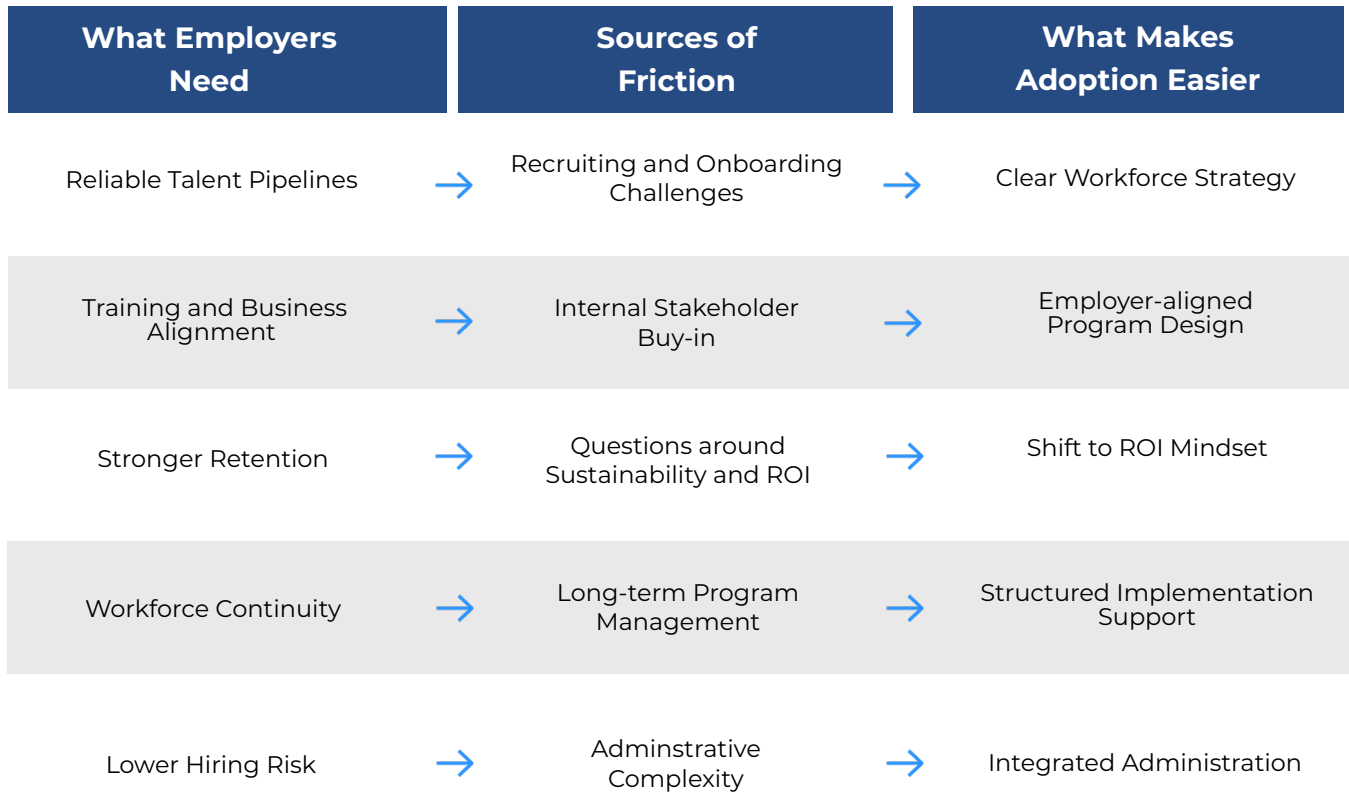 What Employers
Need
Sources of
Friction
What Makes
Adoption Easier
Reliable Talent Pipelines
Recruiting and Onboarding
Challenges
Clear Workforce Strategy
Training and Business
Alignment
Internal Stakeholder
Buy-in
Employer-aligned
Program Design
Stronger Retention
Questions around
Sustainability and ROI
Shift to ROI Mindset
Workforce Continuity
Long-term Program
Management
Structured Implementation
Support
Lower Hiring Risk
Adminstrative
Complexity
Integrated Administration